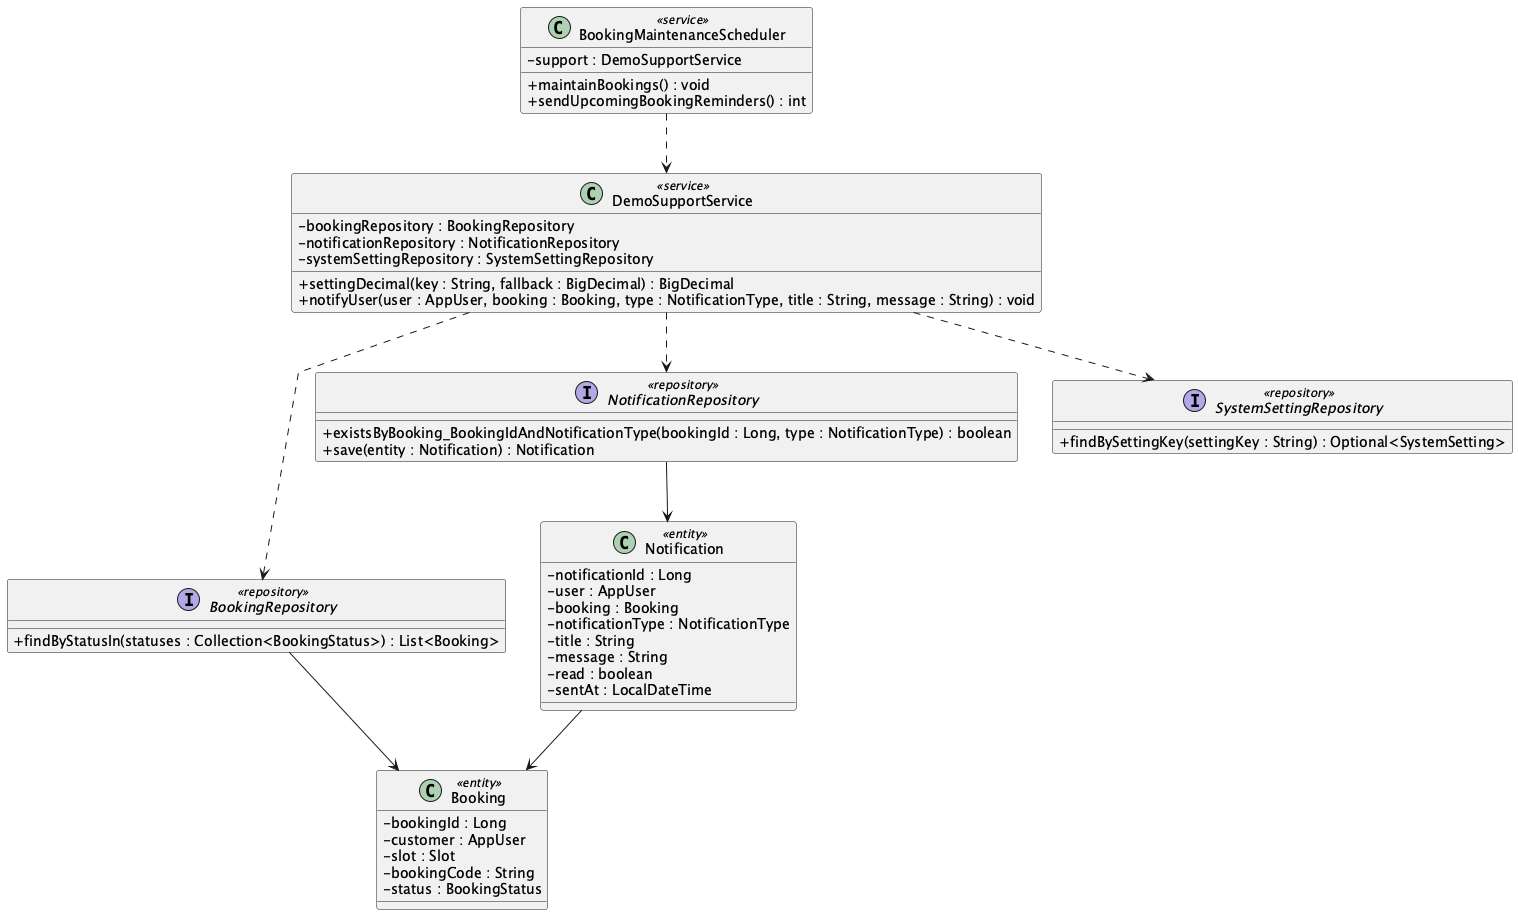 «service»
C BookingMaintenanceScheduler
-support : DemoSupportService
+maintainBookings() : void
+sendUpcomingBookingReminders() : int
«service»
C DemoSupportService
-bookingRepository : BookingRepository
-notificationRepository : NotificationRepository
-systemSettingRepository : SystemSettingRepository
+settingDecimal(key : String, fallback : BigDecimal) : BigDecimal
+notifyUser(user : AppUser, booking : Booking, type : NotificationType, title : String, message : String) : void
«repository»
I NotificationRepository
+existsByBooking_BookingIdAndNotificationType(bookingId : Long, type : NotificationType) : boolean
+save(entity : Notification) : Notification
«repository»
I SystemSettingRepository
+findBySettingKey(settingKey : String) : Optional<SystemSetting>
«entity»
C Notification
-notificationId : Long
-user : AppUser
-booking : Booking
-notificationType : NotificationType
-title : String
-message : String
-read : boolean
-sentAt : LocalDateTime
«repository»
I BookingRepository
+findByStatusIn(statuses : Collection<BookingStatus>) : List<Booking>
«entity»
C Booking
-bookingId : Long
-customer : AppUser
-slot : Slot
-bookingCode : String
-status : BookingStatus